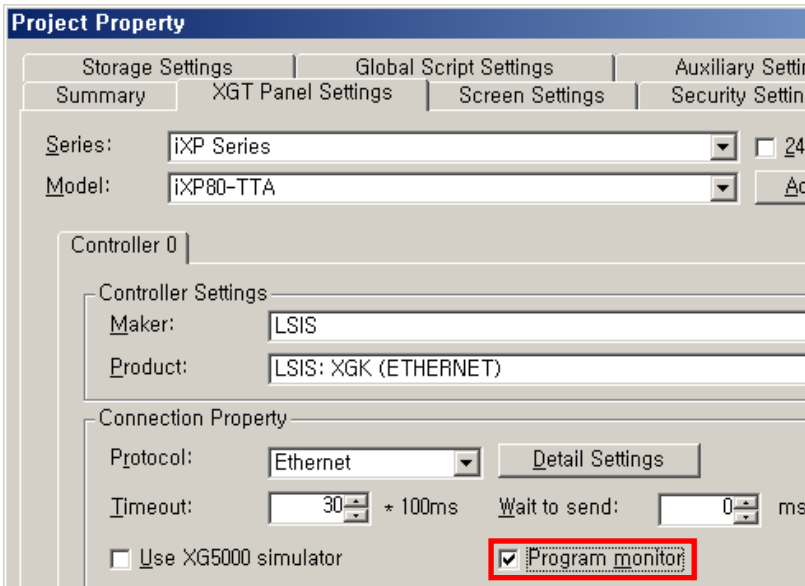 Project Property
Storage Settings Global Script Settings Auxiliary Settin
Summary XGT Panel Settings Screen Settings Security Settin
Series: iXP Series 24
Model: iXP80-TTA Ac
Controller 0
Controller Settings
Maker: LSIS
Product: LSIS: XGK (ETHERNET)
Connection Property
Protocol: Ethernet Detail Settings
Timeout: 30 * 100ms Wait to send: 0 ms
Use XG5000 simulator Program monitor